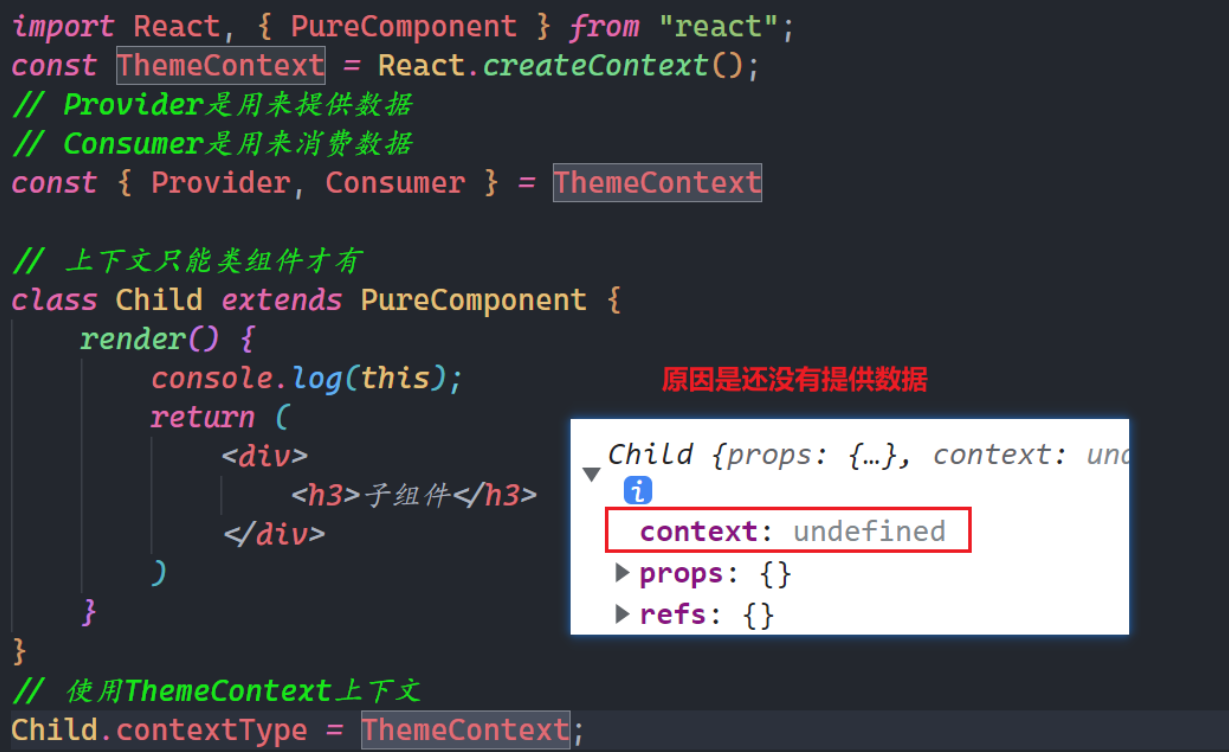 import React, { PureComponent } from "react";
const ThemeContext = React.createContext();
// Provider是用来提供数据
// Consumer是用来消费数据
const { Provider, Consumer } = ThemeContext
// 上下文只能类组件才有
class Child extends PureComponent {
render() {
console.log(this);
return (
<div>
<h3>子组件</h3>
</div>
)
}
}
// 使用ThemeContext上下文
Child.contextType = ThemeContext;
原因是还没有提供数据
Child {props: {…}, context: und
i
context: undefined
props: {}
refs: {}